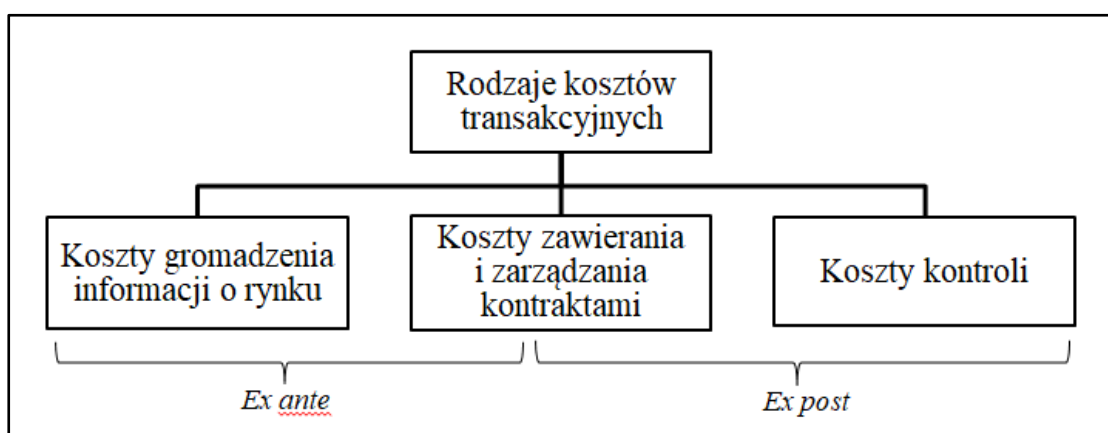 Rodzaje kosztów
transakcyjnych
Koszty gromadzenia
informacji o rynku
Koszty zawierania
i zarządzania
kontraktami
Koszty kontroli
Ex ante
Ex post